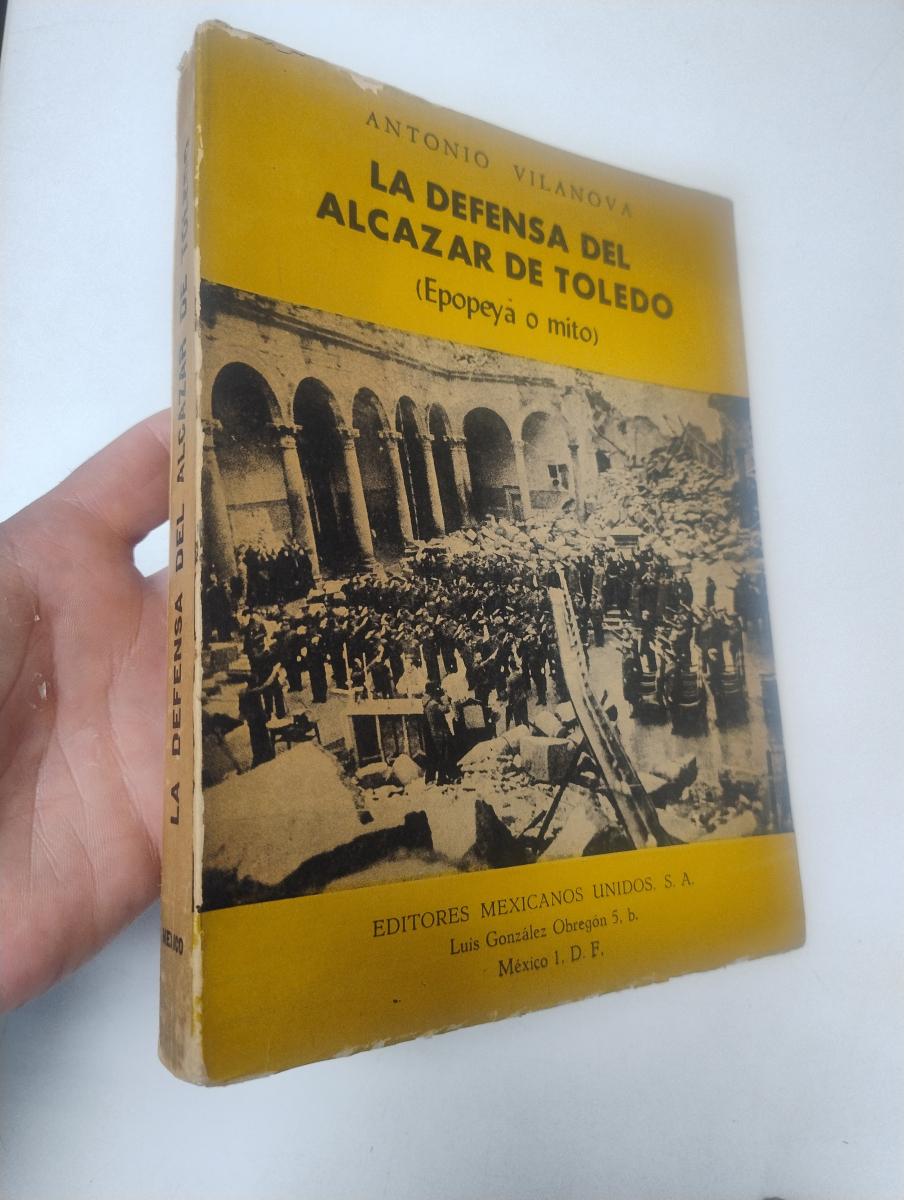 ANTONIO VILANOVA
LA DEFENSA DEL
ALCAZAR DE TOLEDO
(Epopeya o mito)
EDITORES MEXICANOS UNIDOS, S. A.
Luis González Obregón 5, b.
México 1, D. F.
LA DEFENSA DEL ALCAZAR DE TOLEDO
MEXICO